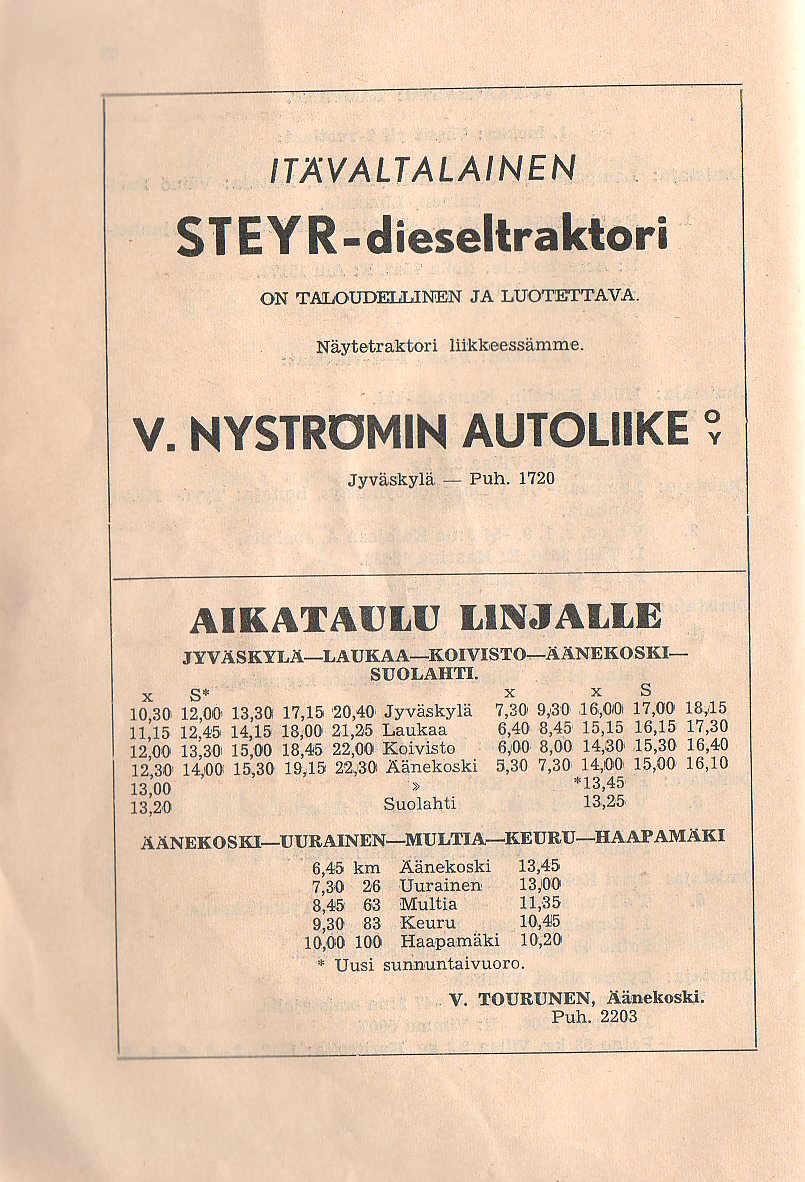 ITÄVALTALAINEN
STEYR-dieseltraktori
ON TALOUDELLINEN JA LUOTETTAVA.
Näytetraktori liikkeessämme.
V. NYSTRÖMIN AUTOLIIKE OY
Jyväskylä — Puh. 1720
AIKATAULU LINJALLE
JYVÄSKYLÄ—LAUKAA—KOIVISTO—ÄÄNEKOSKI—
SUOLAHTI.
x S* x x S
10,30 12,00 13,30 17,15 20,40 Jyväskylä 7,30 9,30 16,00 17,00 18,15
11,15 12,45 14,15 18,00 21,25 Laukaa 6,40 8,45 15,15 16,15 17,30
12,00 13,30 15,00 18,45 22,00 Koivisto 6,00 8,00 14,30 15,30 16,40
12,30 14,00 15,30 19,15 22,30 Äänekoski 5,30 7,30 14,00 15,00 16,10
13,00 » *13,45
13,20 Suolahti 13,25
ÄÄNEKOSKI—UURAINEN—MULTIA—KEURU—HAAPAMÄKI
6,45 km Äänekoski 13,45
7,30 26 Uurainen 13,00
8,45 63 Multia 11,35
9,30 83 Keuru 10,45
10,00 100 Haapamäki 10,20
* Uusi sunnuntaivuoro.
V. TOURUNEN, Äänekoski.
Puh. 2203